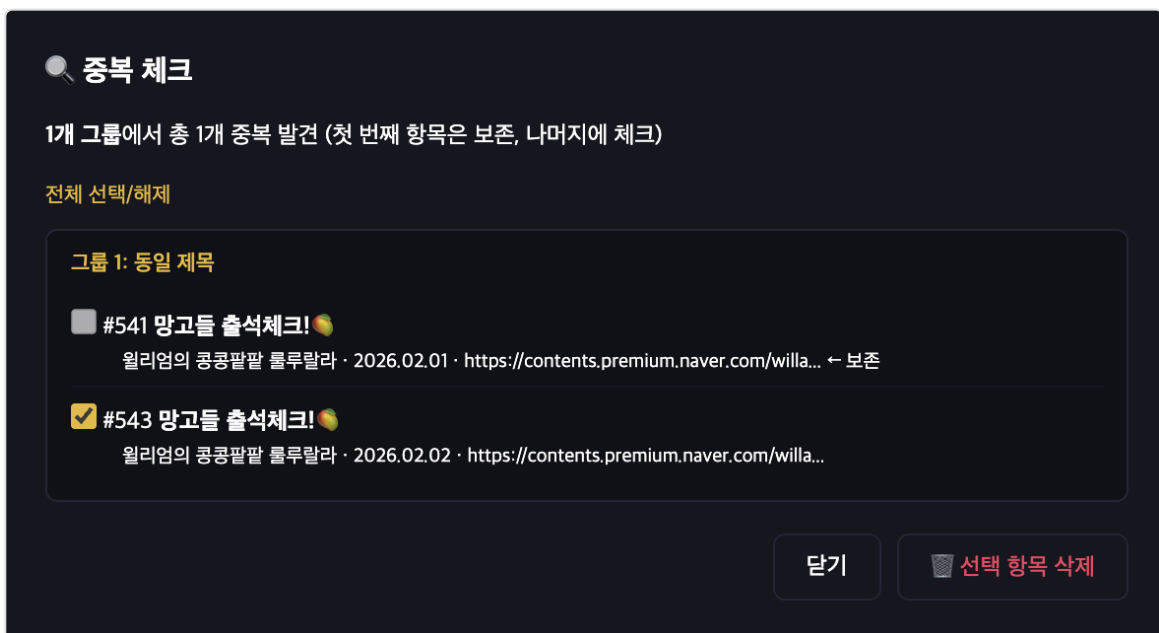 🔍 중복 체크
1개 그룹에서 총 1개 중복 발견 (첫 번째 항목은 보존, 나머지에 체크)
전체 선택/해제
그룹 1: 동일 제목
#541 망고들 출석체크!🥭
윌리엄의 콩콩팥팥 룰루랄라 · 2026.02.01 · https://contents.premium.naver.com/willa... ← 보존
#543 망고들 출석체크!🥭
윌리엄의 콩콩팥팥 룰루랄라 · 2026.02.02 · https://contents.premium.naver.com/willa...
닫기
🗑️ 선택 항목 삭제